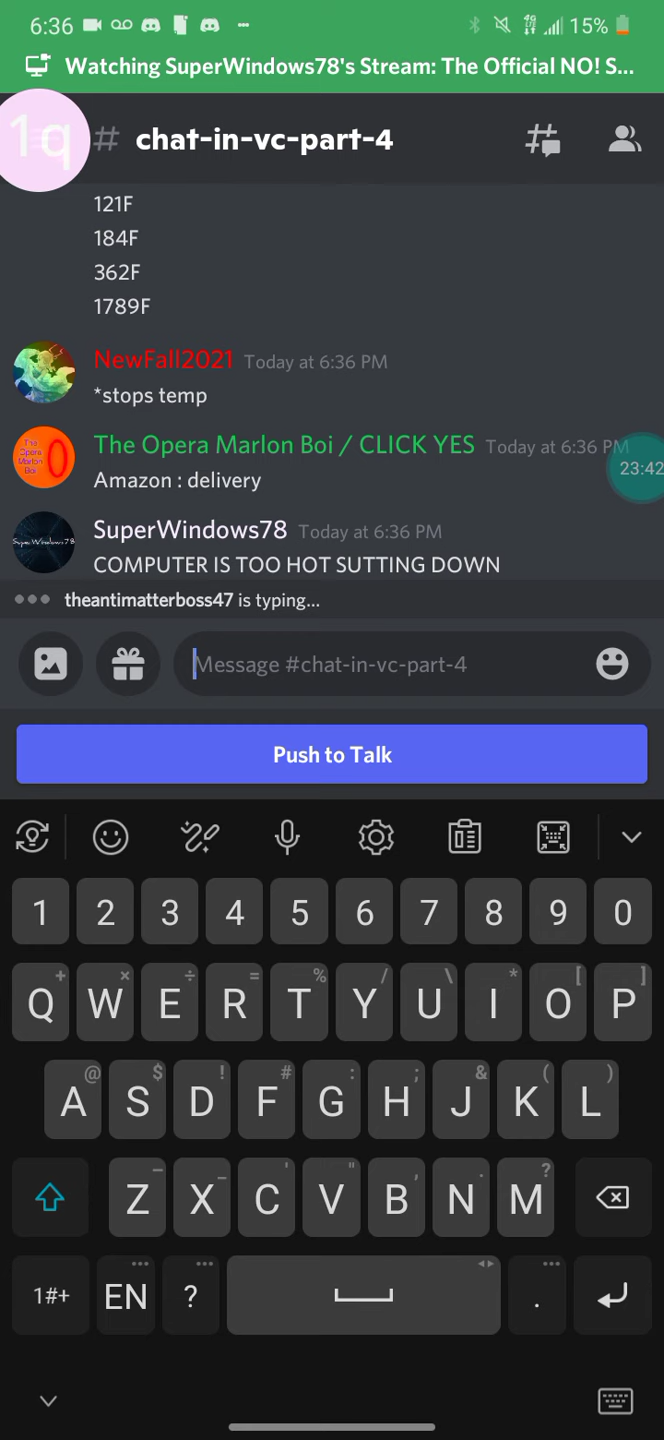 6:36 15%
Watching SuperWindows78's Stream: The Official NO! S...
1q # chat-in-vc-part-4
121F
184F
362F
1789F
NewFall2021 Today at 6:36 PM
*stops temp
The Opera Marlon Boi / CLICK YES Today at 6:36 PM
Amazon : delivery
23:42
SuperWindows78 Today at 6:36 PM
COMPUTER IS TOO HOT SUTTING DOWN
theantimatterboss47 is typing...
Message #chat-in-vc-part-4
Push to Talk
1 2 3 4 5 6 7 8 9 0
Q W E R T Y U I O P
A S D F G H J K L
Z X C V B N M
1#+ EN ? .